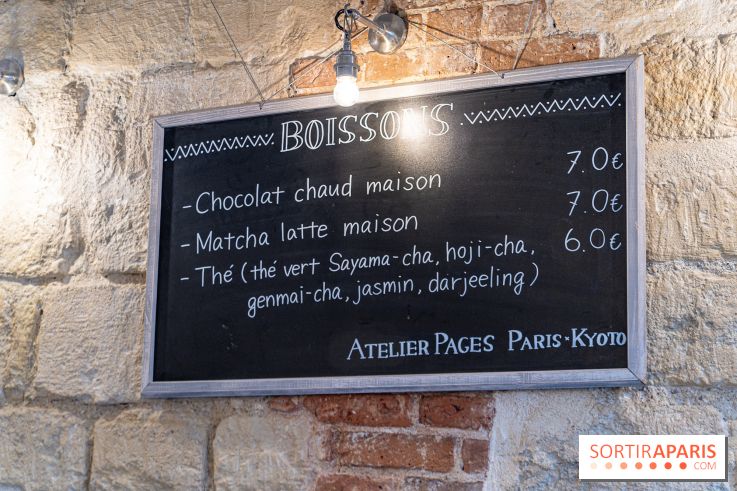 BOISSONS
- Chocolat chaud maison 7.0€
- Matcha latte maison 7.0€
- Thé (thé vert Sayama-cha, hoji-cha, 6.0€
genmai-cha, jasmin, darjeeling)
ATELIER PAGES PARIS × KYOTO
SORTIRAPARIS
.COM